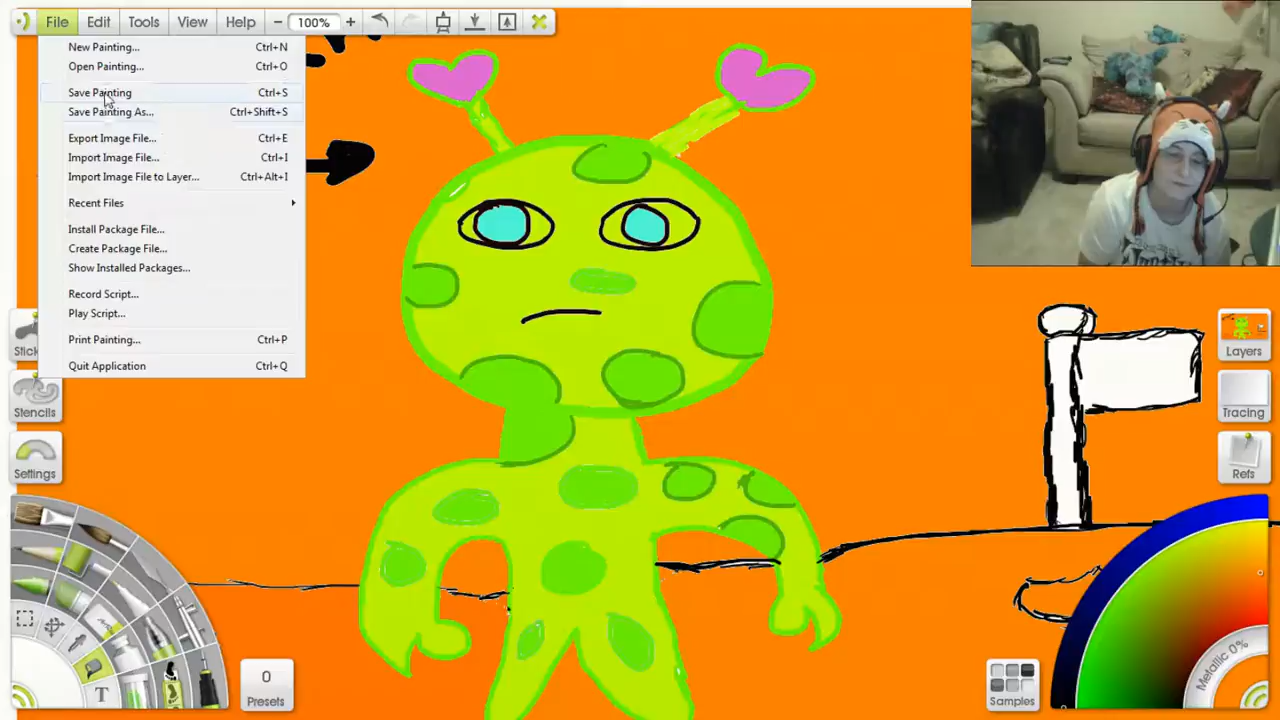 File Edit Tools View Help − 100% +
New Painting... Ctrl+N
Open Painting... Ctrl+O
Save Painting Ctrl+S
Save Painting As... Ctrl+Shift+S
Export Image File... Ctrl+E
Import Image File... Ctrl+I
Import Image File to Layer... Ctrl+Alt+I
Recent Files
Install Package File...
Create Package File...
Show Installed Packages...
Record Script...
Play Script...
Print Painting... Ctrl+P
Quit Application Ctrl+Q
Stick
Stencils
Settings
T
0
Presets
Layers
Tracing
Refs
Samples
Metallic 0%